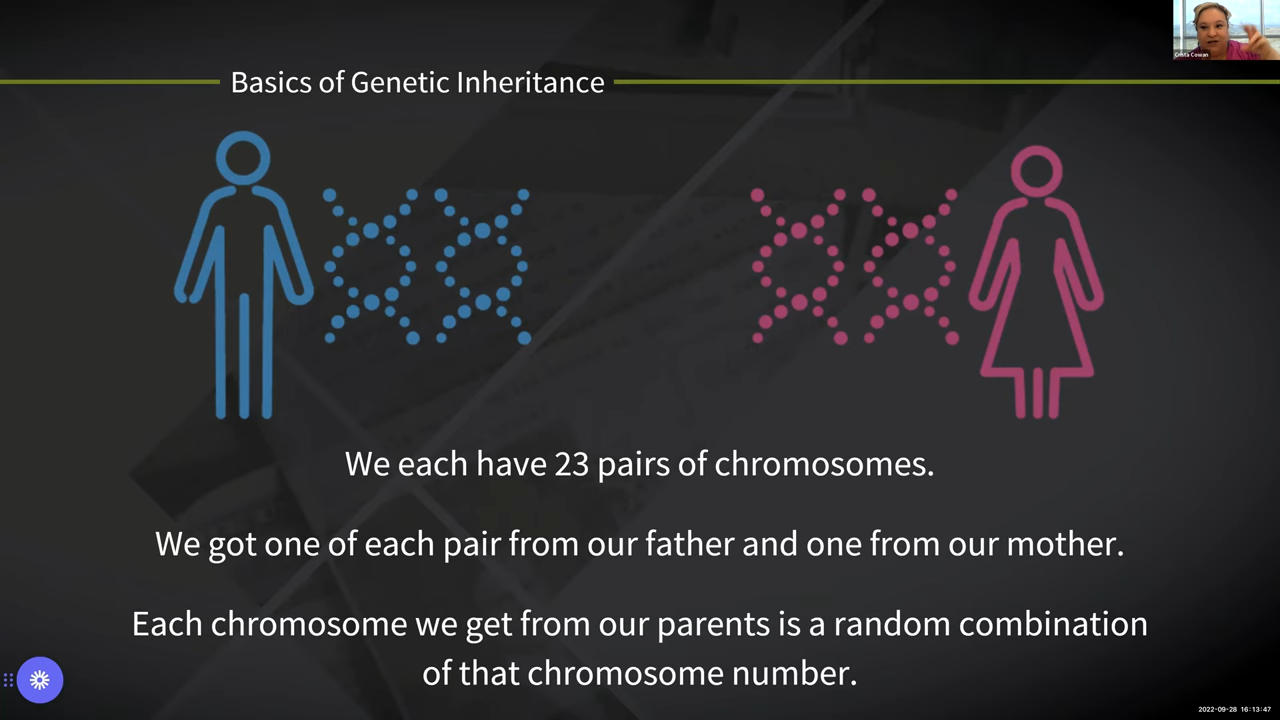 Crista Cowan
Basics of Genetic Inheritance
We each have 23 pairs of chromosomes.
We got one of each pair from our father and one from our mother.
Each chromosome we get from our parents is a random combination
of that chromosome number.
2022-09-28 16:13:47